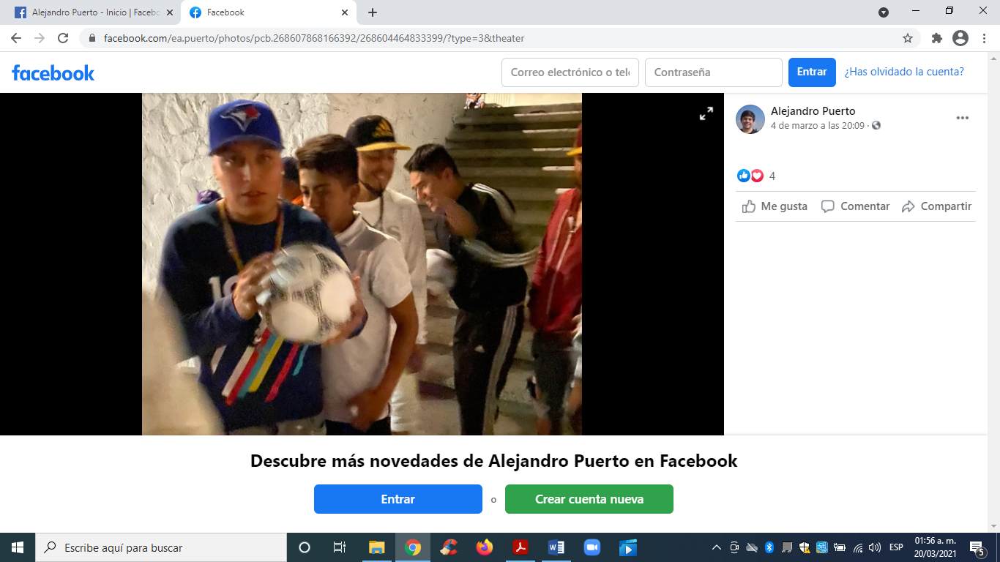 Alejandro Puerto - Inicio | Facebo
Facebook
facebook.com/ea.puerto/photos/pcb.268607868166392/268604464833399/?type=3&theater
facebook
Correo electrónico o telé
Contraseña
Entrar
¿Has olvidado la cuenta?
Alejandro Puerto
4 de marzo a las 20:09 ·
4
Me gusta
Comentar
Compartir
10
Descubre más novedades de Alejandro Puerto en Facebook
Entrar
o
Crear cuenta nueva
Escribe aquí para buscar
ESP
01:56 a. m.
20/03/2021
5